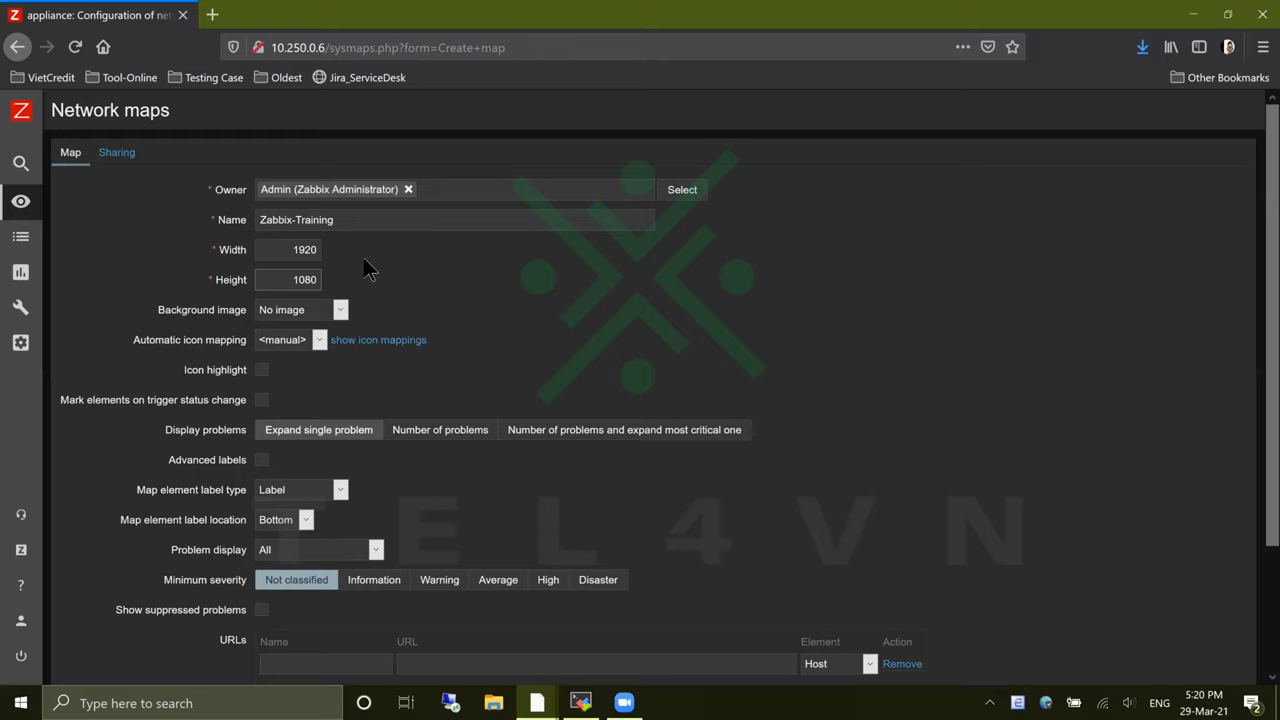 appliance: Configuration of net
10.250.0.6/sysmaps.php?form=Create+map
VietCredit Tool-Online Testing Case Oldest Jira_ServiceDesk Other Bookmarks
Z Network maps
Map Sharing
* Owner Admin (Zabbix Administrator) Select
* Name Zabbix-Training
* Width 1920
* Height 1080
Background image No image
Automatic icon mapping <manual> show icon mappings
Icon highlight
Mark elements on trigger status change
Display problems Expand single problem Number of problems Number of problems and expand most critical one
Advanced labels
Map element label type Label
Map element label location Bottom
TEL4VN
Problem display All
Minimum severity Not classified Information Warning Average High Disaster
Show suppressed problems
URLs Name URL Element Action
Host Remove
Type here to search
ENG
5:20 PM
29-Mar-21
2